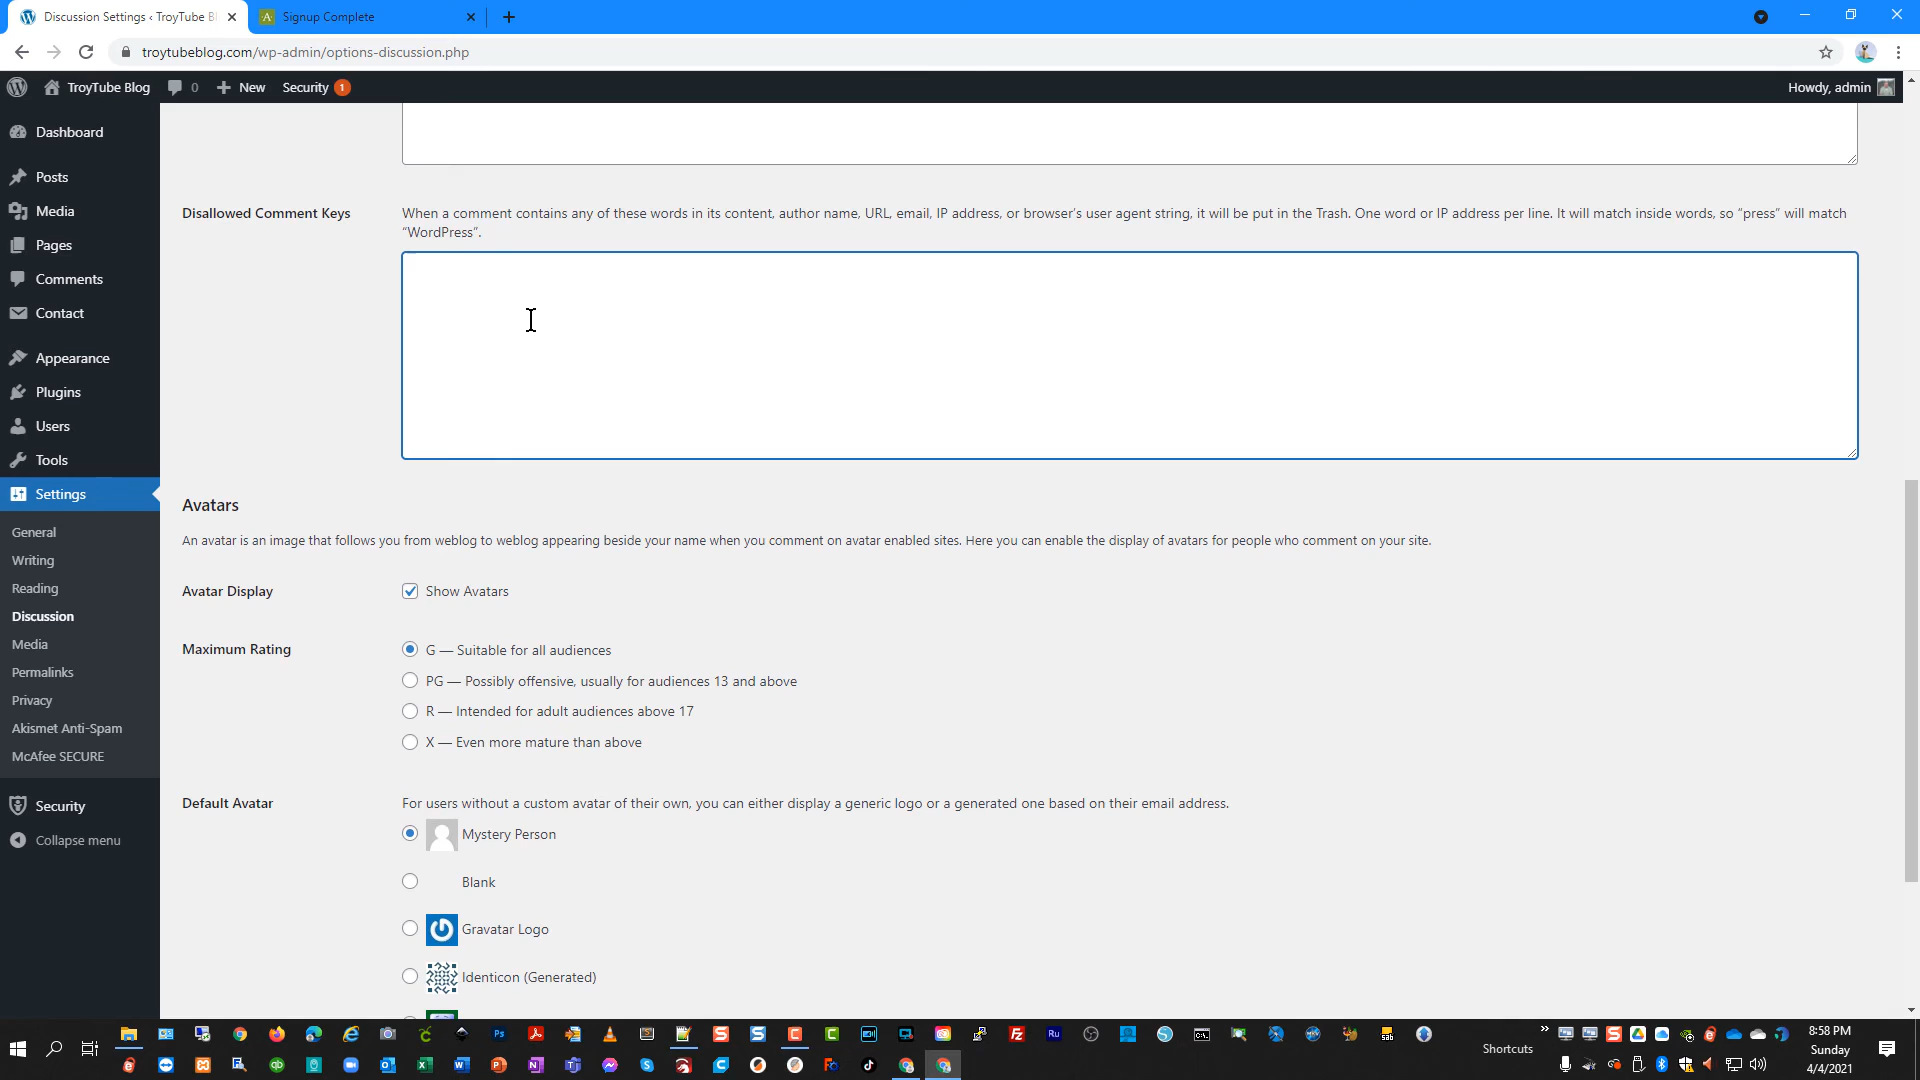 Discussion Settings ‹ TroyTube B
Signup Complete
troytubeblog.com/wp-admin/options-discussion.php
TroyTube Blog
0
New
Security 1
Howdy, admin
Dashboard
Posts
Media
Pages
Comments
Contact
Appearance
Plugins
Users
Tools
Settings
General
Writing
Reading
Discussion
Media
Permalinks
Privacy
Akismet Anti-Spam
McAfee SECURE
Security
Collapse menu
Disallowed Comment Keys
When a comment contains any of these words in its content, author name, URL, email, IP address, or browser’s user agent string, it will be put in the Trash. One word or IP address per line. It will match inside words, so “press” will match
“WordPress”.
Avatars
An avatar is an image that follows you from weblog to weblog appearing beside your name when you comment on avatar enabled sites. Here you can enable the display of avatars for people who comment on your site.
Avatar Display
Show Avatars
Maximum Rating
G — Suitable for all audiences
PG — Possibly offensive, usually for audiences 13 and above
R — Intended for adult audiences above 17
X — Even more mature than above
Default Avatar
For users without a custom avatar of their own, you can either display a generic logo or a generated one based on their email address.
Mystery Person
Blank
Gravatar Logo
Identicon (Generated)
Shortcuts
8:58 PM
Sunday
4/4/2021